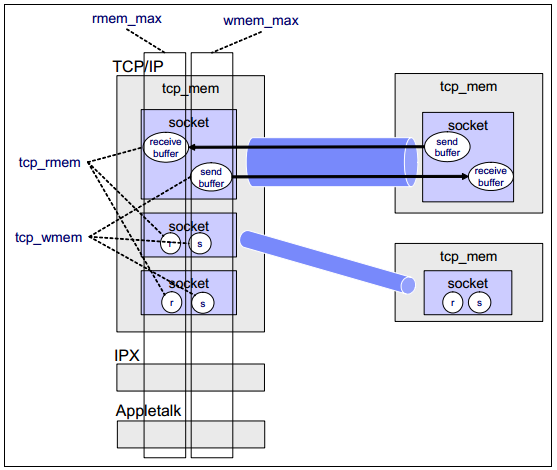 rmem_max
wmem_max
TCP/IP
tcp_mem
socket
receive
buffer
send
buffer
tcp_rmem
tcp_wmem
socket
r
s
socket
r
s
IPX
Appletalk
tcp_mem
socket
send
buffer
receive
buffer
tcp_mem
socket
r
s